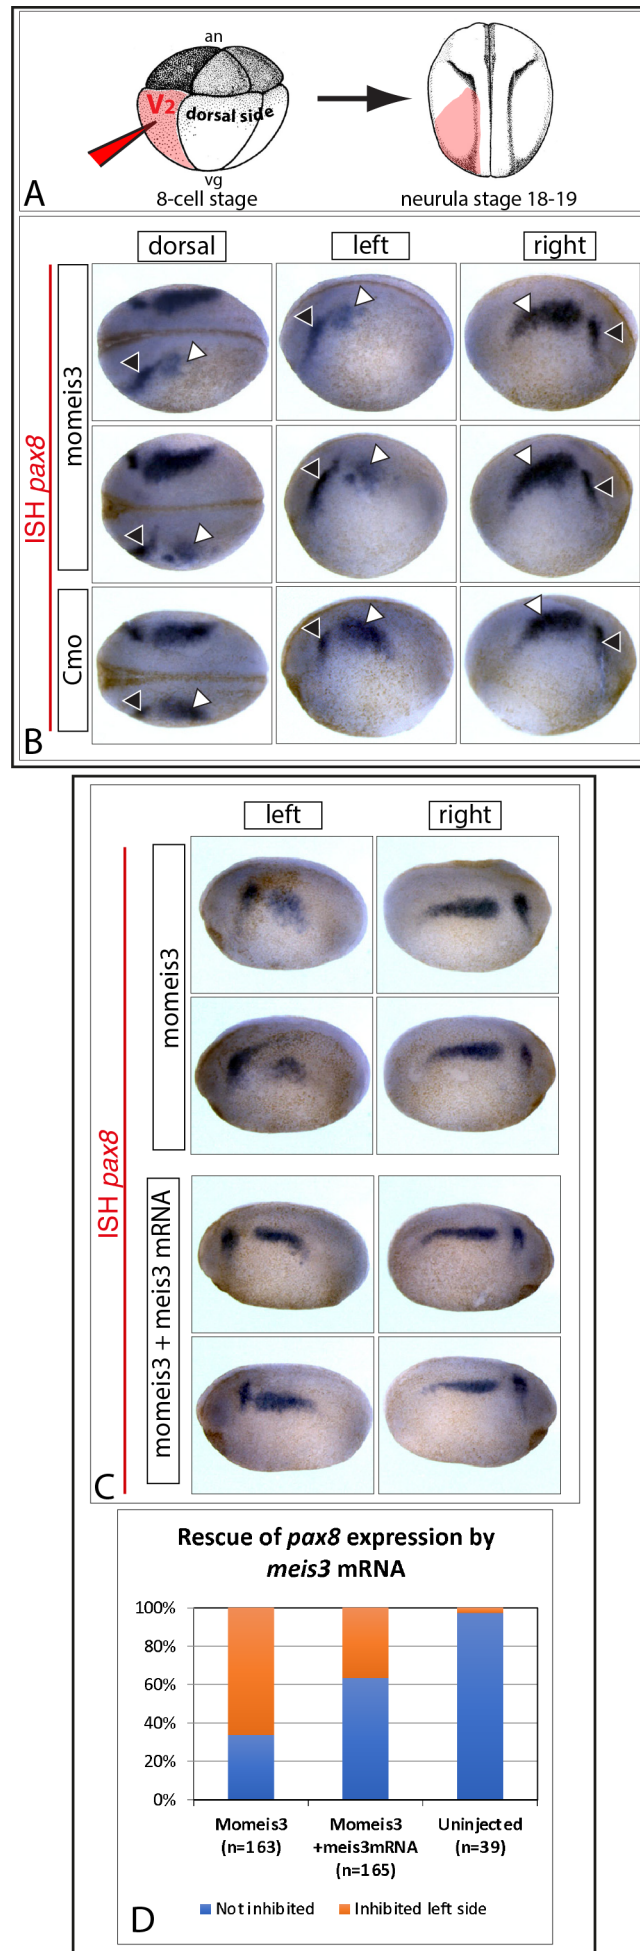 an
V2
dorsal side
vg
8-cell stage
neurula stage 18-19
A
dorsal
left
right
ISH pax8
momeis3
Cmo
B
left
right
ISH pax8
momeis3
momeis3 + meis3 mRNA
C
Rescue of pax8 expression by
meis3 mRNA
100%
80%
60%
40%
20%
0%
Momeis3
(n=163)
Momeis3
+meis3mRNA
(n=165)
Uninjected
(n=39)
Not inhibited
Inhibited left side
D